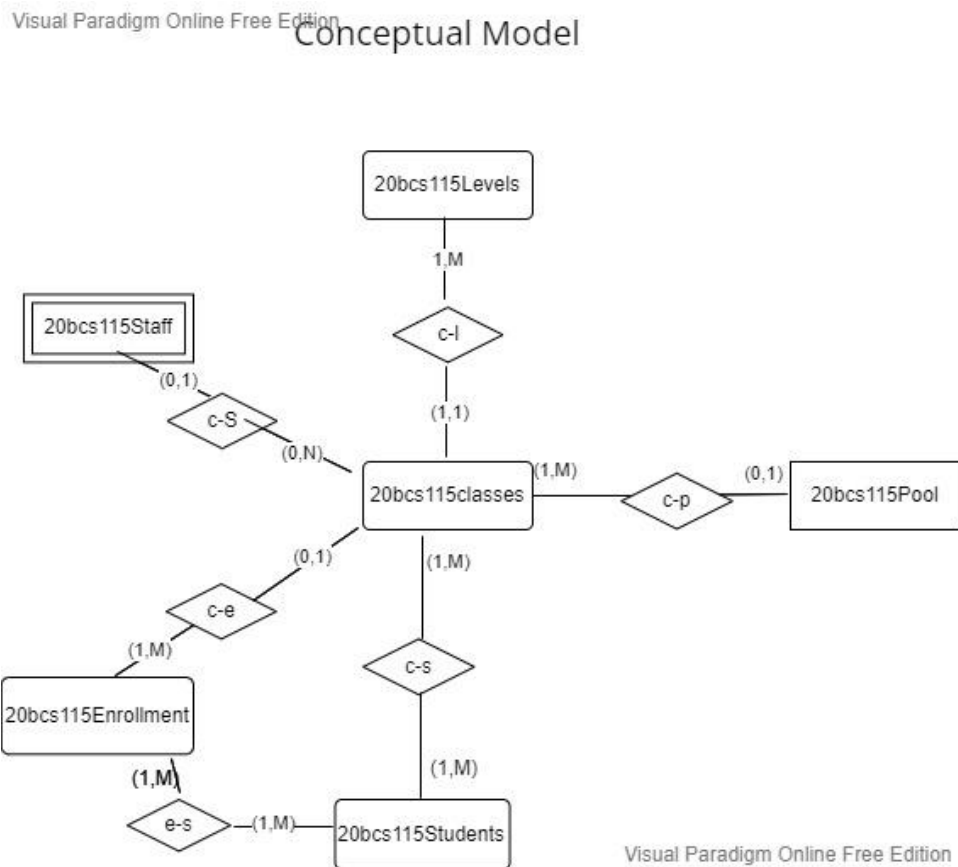 Visual Paradigm Online Free Edition
Conceptual Model
20bcs115Levels
1,M
20bcs115Staff
c-l
(0,1)
(1,1)
c-S
(0,N)
(1,M)
(0,1)
20bcs115classes
c-p
20bcs115Pool
(0,1)
(1,M)
c-e
(1,M)
c-s
20bcs115Enrollment
(1,M)
(1,M)
e-s
(1,M)
20bcs115Students
Visual Paradigm Online Free Edition